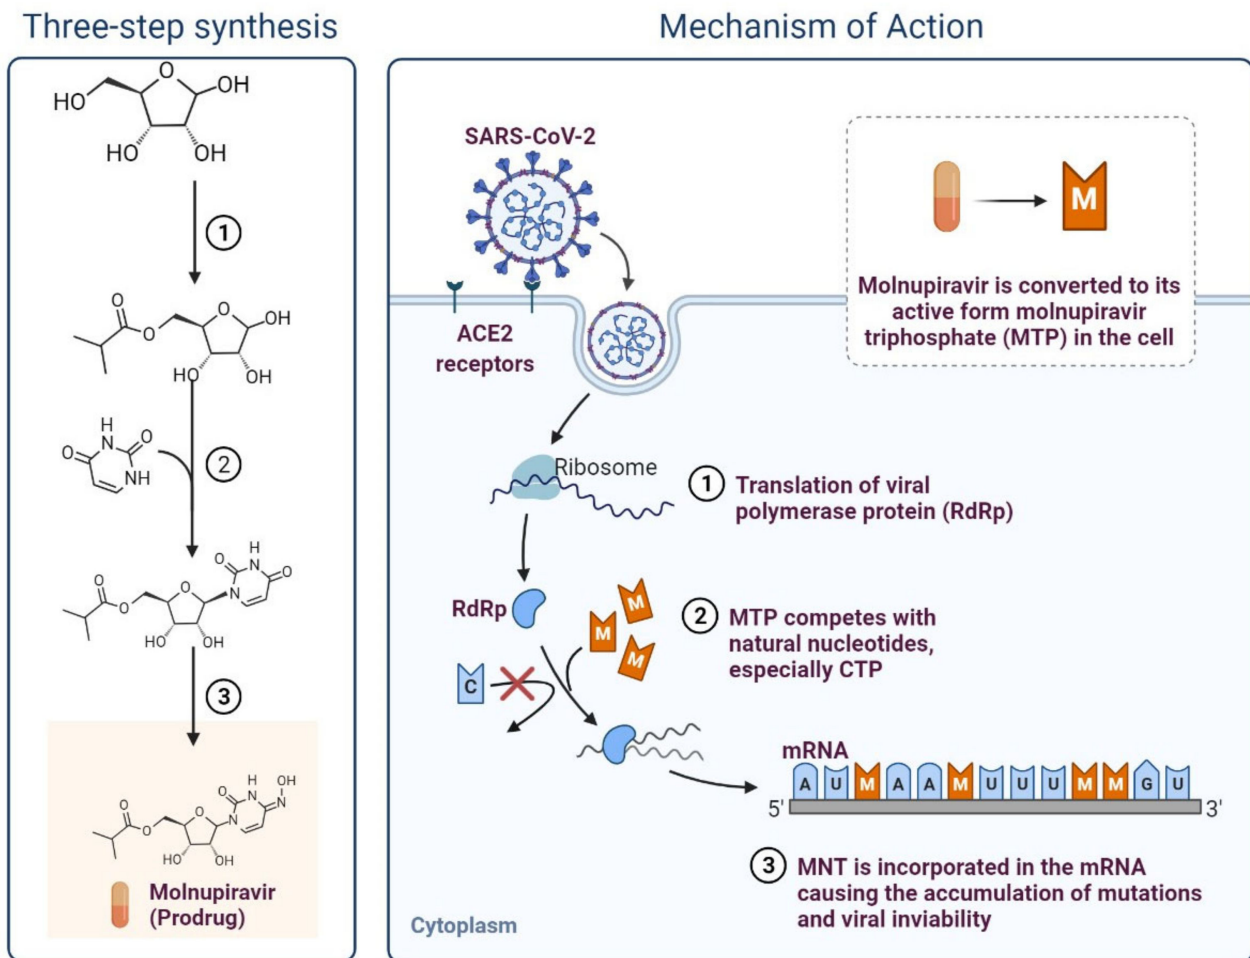 Three-step synthesis
O
OH
HO
HO
OH
1
O
O
O
OH
HO
OH
H
O
N
O
NH
2
H
O
N
O
O
O
O
N
HO
OH
3
OH
H
O
N
N
O
O
O
N
HO
OH
Molnupiravir
(Prodrug)
Mechanism of Action
SARS-CoV-2
ACE2
receptors
M
Molnupiravir is converted to its
active form molnupiravir
triphosphate (MTP) in the cell
Ribosome
1 Translation of viral
polymerase protein (RdRp)
RdRp
M
M
M
C
2 MTP competes with
natural nucleotides,
especially CTP
mRNA
A U M A A M U U U M M G U
5' 3'
3 MNT is incorporated in the mRNA
causing the accumulation of mutations
and viral inviability
Cytoplasm